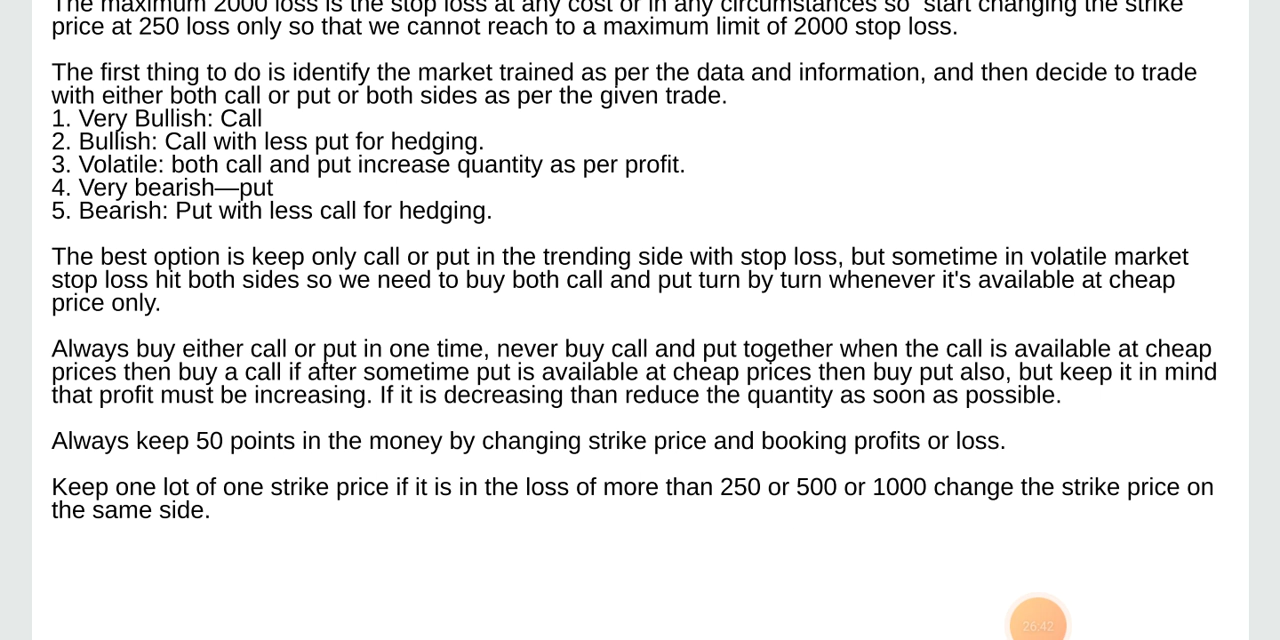 The maximum 2000 loss is the stop loss at any cost or in any circumstances so  start changing the strike
price at 250 loss only so that we cannot reach to a maximum limit of 2000 stop loss.
The first thing to do is identify the market trained as per the data and information, and then decide to trade
with either both call or put or both sides as per the given trade.
1. Very Bullish: Call
2. Bullish: Call with less put for hedging.
3. Volatile: both call and put increase quantity as per profit.
4. Very bearish—put
5. Bearish: Put with less call for hedging.
The best option is keep only call or put in the trending side with stop loss, but sometime in volatile market
stop loss hit both sides so we need to buy both call and put turn by turn whenever it's available at cheap
price only.
Always buy either call or put in one time, never buy call and put together when the call is available at cheap
prices then buy a call if after sometime put is available at cheap prices then buy put also, but keep it in mind
that profit must be increasing. If it is decreasing than reduce the quantity as soon as possible.
Always keep 50 points in the money by changing strike price and booking profits or loss.
Keep one lot of one strike price if it is in the loss of more than 250 or 500 or 1000 change the strike price on
the same side.
26:42